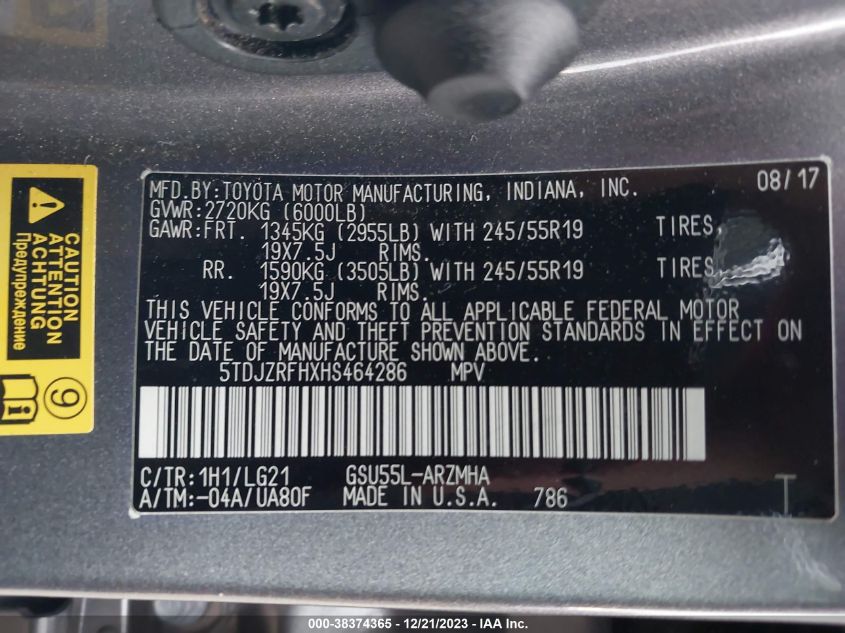 MFD.BY:TOYOTA MOTOR MANUFACTURING, INDIANA, INC. 08/17
GVWR:2720KG (6000LB)
GAWR:FRT. 1345KG (2955LB) WITH 245/55R19 TIRES,
19X7.5J RIMS.
RR. 1590KG (3505LB) WITH 245/55R19 TIRES,
19X7.5J RIMS.
THIS VEHICLE CONFORMS TO ALL APPLICABLE FEDERAL MOTOR
VEHICLE SAFETY AND THEFT PREVENTION STANDARDS IN EFFECT ON
THE DATE OF MANUFACTURE SHOWN ABOVE.
5TDJZRFHXHS464286 MPV
C/TR:1H1/LG21 GSU55L-ARZMHA
A/TM:-04A/UA80F MADE IN U.S.A. 786 T
CAUTION
ATTENTION
ACHTUNG
Предупреждение
9
i
000-38374365 - 12/21/2023 - IAA Inc.